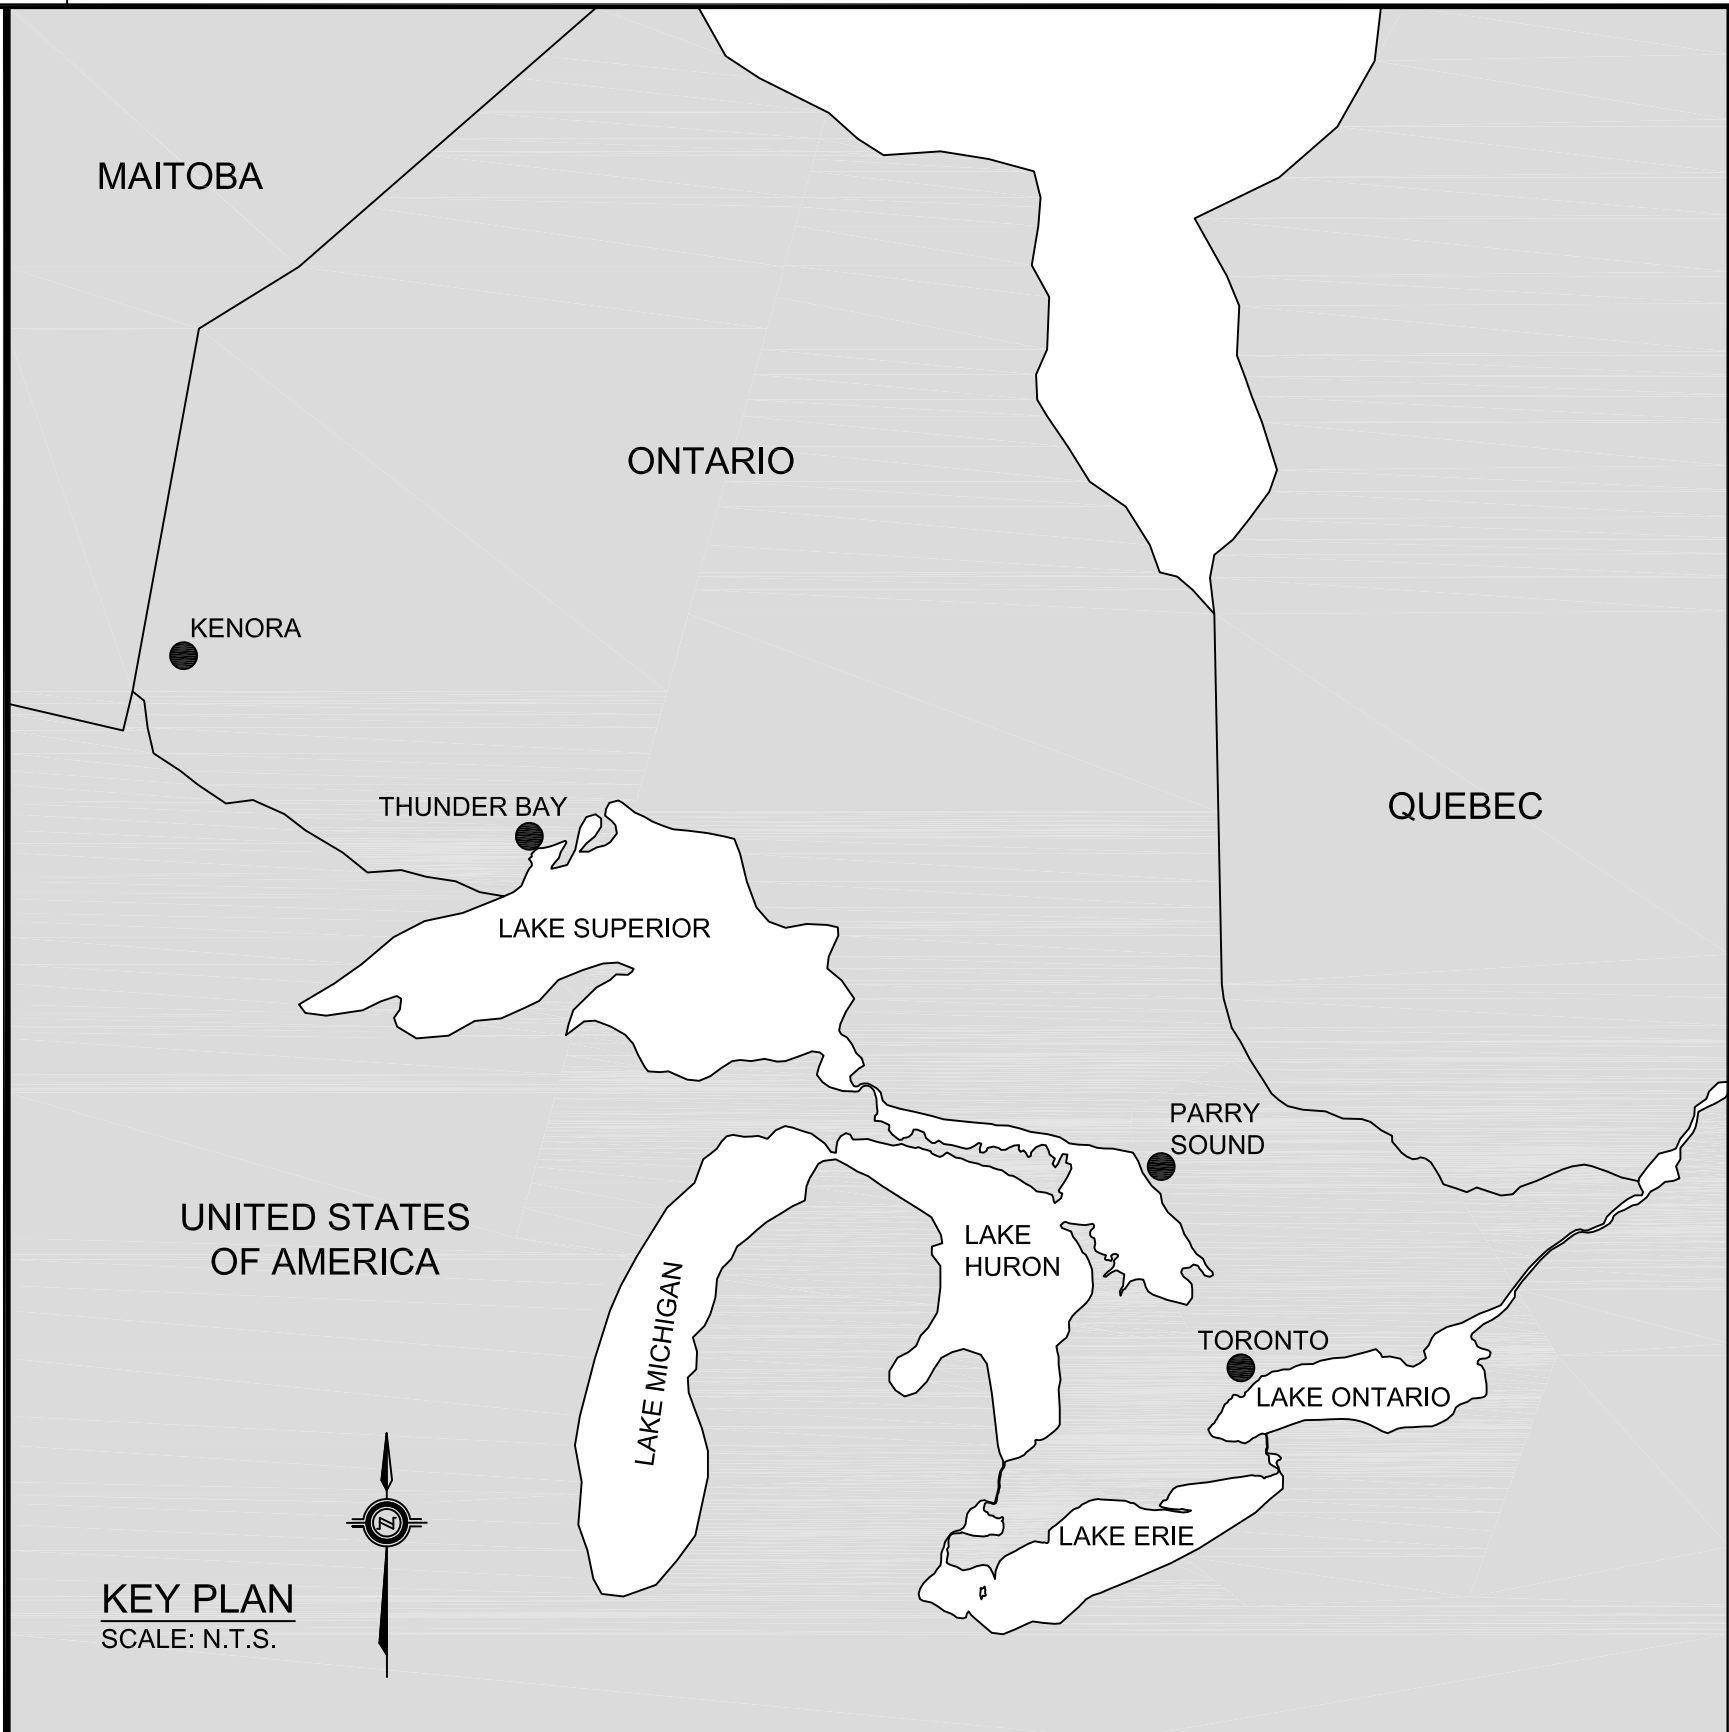 MAITOBA
ONTARIO
KENORA
THUNDER BAY
QUEBEC
LAKE SUPERIOR
PARRY
SOUND
UNITED STATES
OF AMERICA
LAKE
HURON
LAKE MICHIGAN
TORONTO
LAKE ONTARIO
LAKE ERIE
N
KEY PLAN
SCALE: N.T.S.